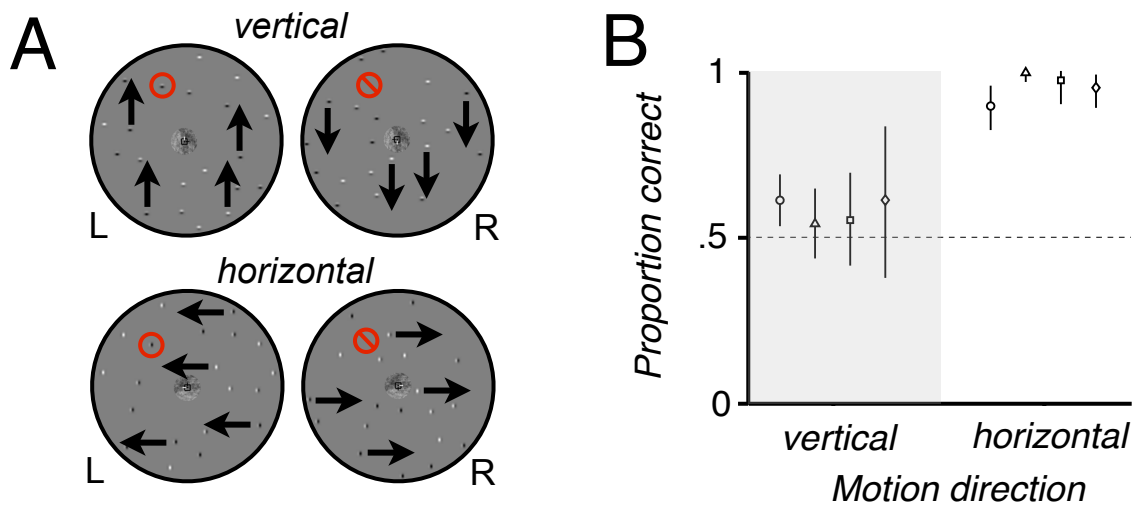 A
vertical
L
R
horizontal
L
R
B
Proportion correct
1
.5
0
vertical
horizontal
Motion direction